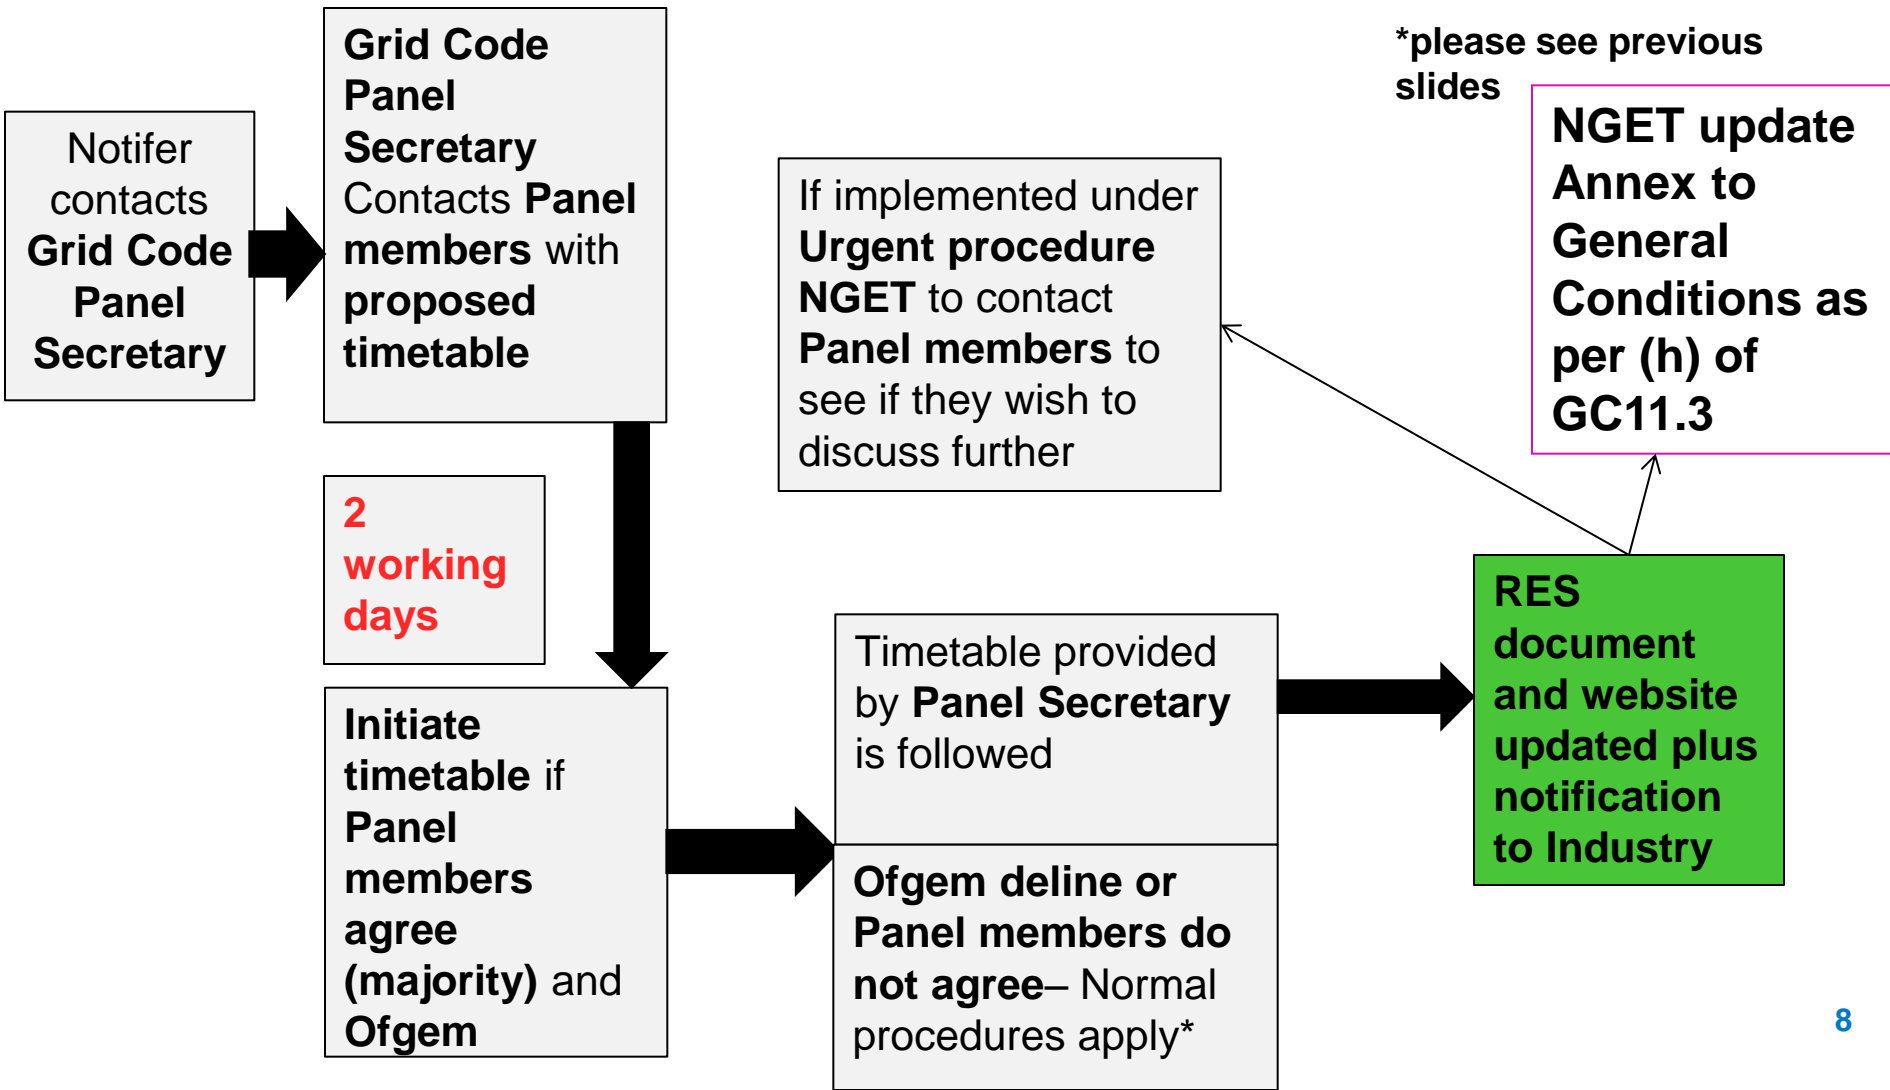 Notifer
contacts
Grid Code
Panel
Secretary
Grid Code
Panel
Secretary
Contacts Panel
members with
proposed
timetable
2
working
days
Initiate
timetable if
Panel
members
agree
(majority) and
Ofgem
Timetable provided
by Panel Secretary
is followed
Ofgem deline or
Panel members do
not agree– Normal
procedures apply*
RES
document
and website
updated plus
notification
to Industry
If implemented under
Urgent procedure
NGET to contact
Panel members to
see if they wish to
discuss further
*please see previous
slides
NGET update
Annex to
General
Conditions as
per (h) of
GC11.3
8